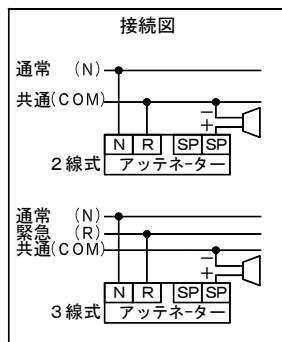 接続図
通常 (N)
共通(COM)
−
+
N R SP SP
2線式 アッテネーター
通常 (N)
緊急 (R)
共通(COM)
−
+
N R SP SP
3線式 アッテネーター